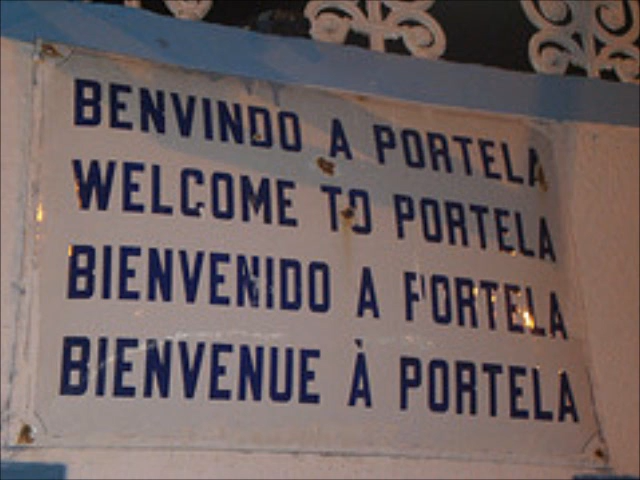 BENVINDO A PORTELA
WELCOME TO PORTELA
BIENVENIDO A PORTELA
BIENVENUE À PORTELA